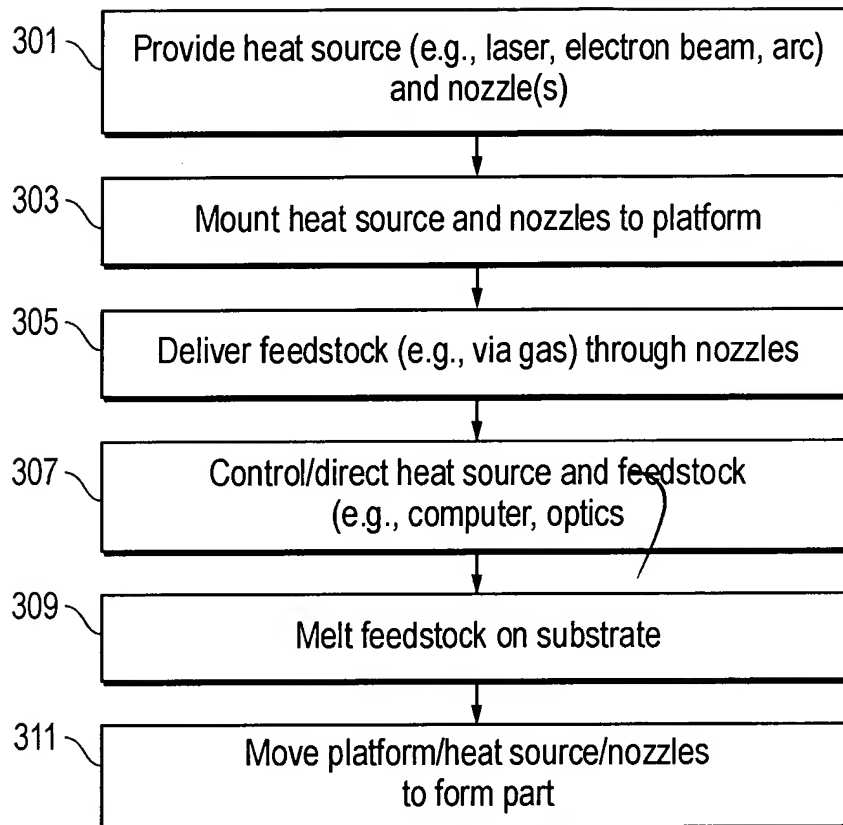 301
Provide heat source (e.g., laser, electron beam, arc)
and nozzle(s)
303
Mount heat source and nozzles to platform
305
Deliver feedstock (e.g., via gas) through nozzles
307
Control/direct heat source and feedstock
(e.g., computer, optics)
309
Melt feedstock on substrate
311
Move platform/heat source/nozzles
to form part